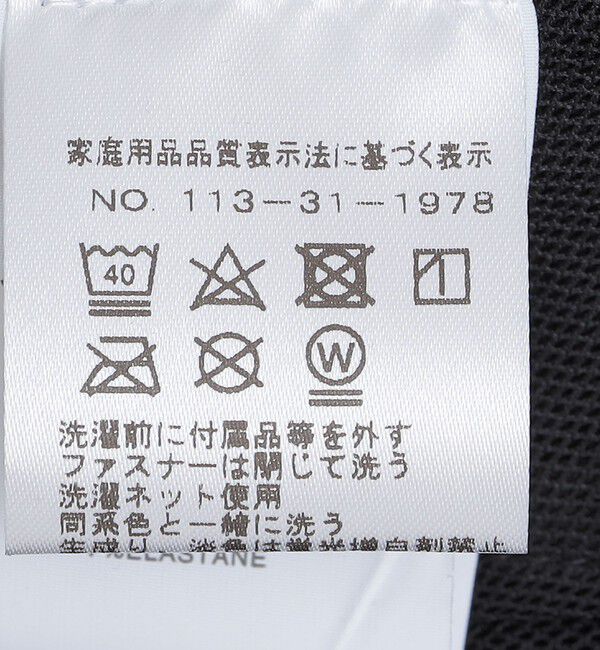 家庭用品品質表示法に基づく表示
NO. 113-31-1978
40
W
洗濯前に付属品等を外す
ファスナーは閉じて洗う
洗濯ネット使用
同系色と一緒に洗う
ELASTANE